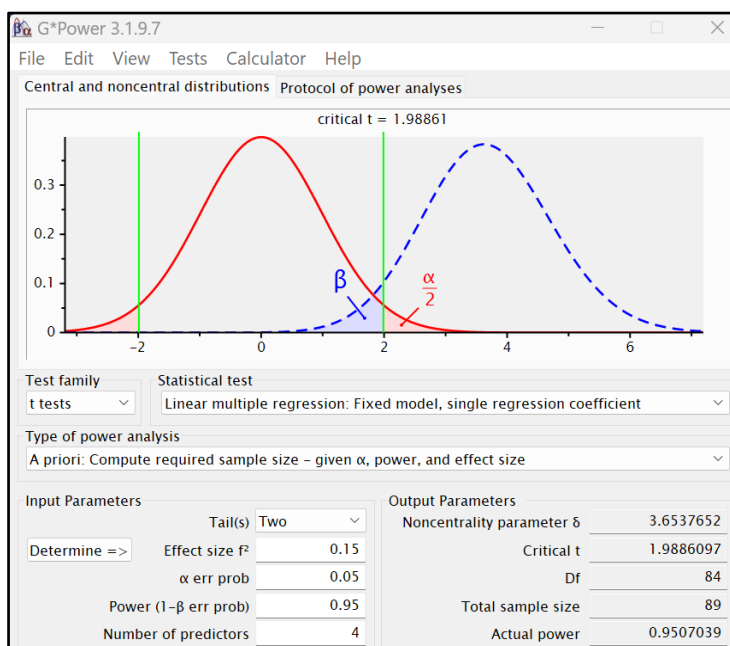 G*Power 3.1.9.7
File Edit View Tests Calculator Help
Central and noncentral distributions Protocol of power analyses
critical t = 1.98861
0.3
0.2
0.1
0
β
α
2
-2 0 2 4 6
Test family Statistical test
t tests Linear multiple regression: Fixed model, single regression coefficient
Type of power analysis
A priori: Compute required sample size – given α, power, and effect size
Input Parameters Output Parameters
Tail(s) Two Noncentrality parameter δ 3.6537652
Determine => Effect size f² 0.15 Critical t 1.9886097
α err prob 0.05 Df 84
Power (1-β err prob) 0.95 Total sample size 89
Number of predictors 4 Actual power 0.9507039